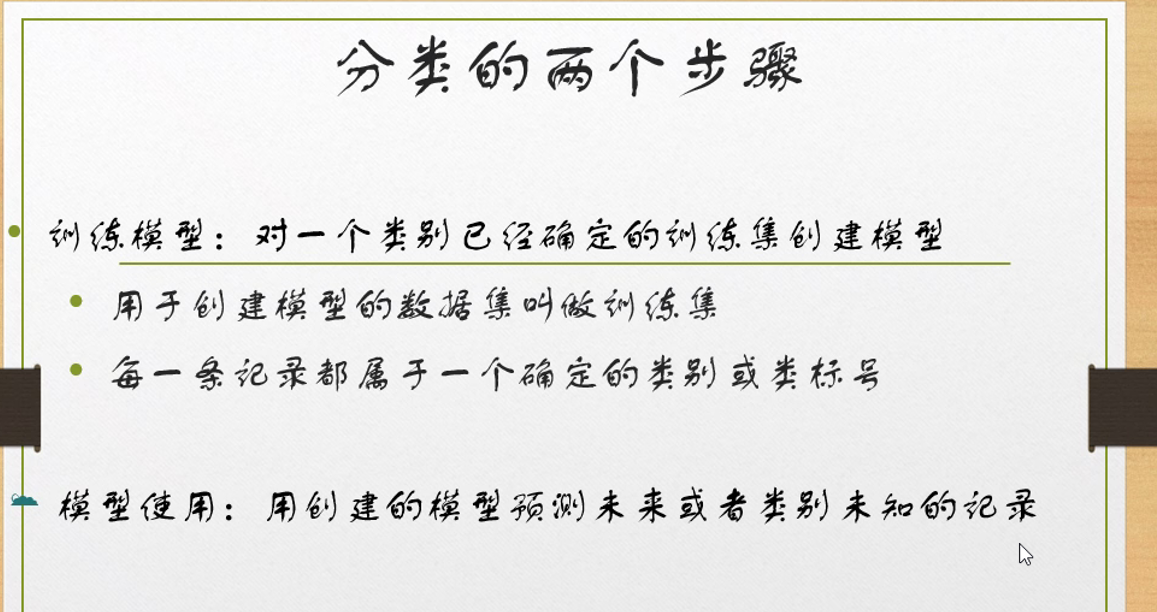 分类的两个步骤
训练模型：对一个类别已经确定的训练集创建模型
用于创建模型的数据集叫做训练集
每一条记录都属于一个确定的类别或类标号
模型使用：用创建的模型预测未来或者类别未知的记录